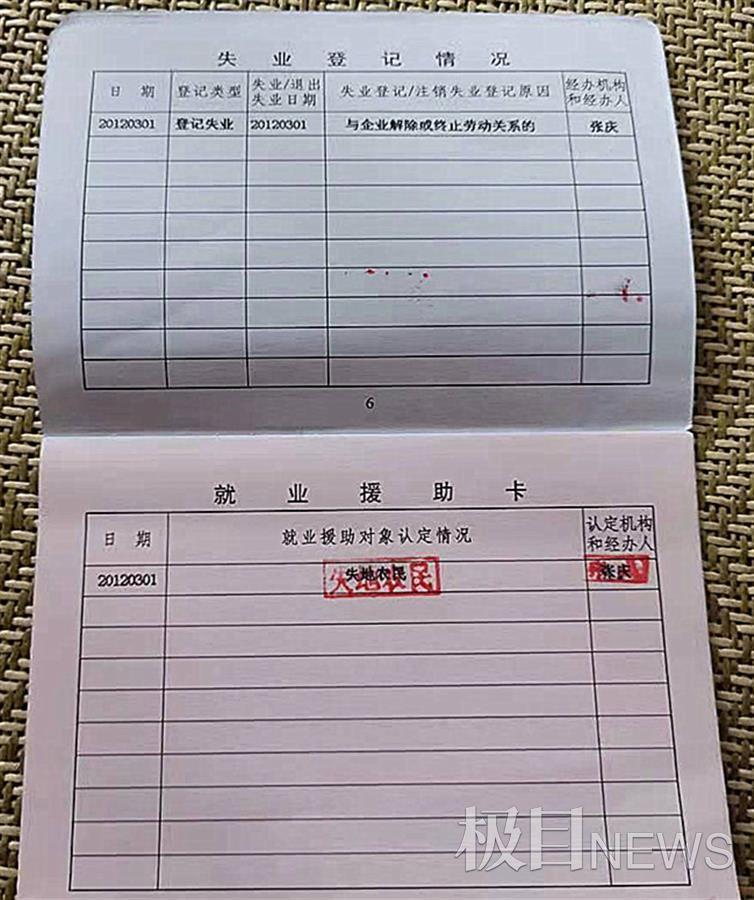 失业登记情况
日期 登记类型 失业/退出失业日期 失业登记/注销失业登记原因 经办机构和经办人
20120301 登记失业 20120301 与企业解除或终止劳动关系的 张庆
6
就业援助卡
日期 就业援助对象认定情况 认定机构和经办人
20120301 失地农民 张庆
失地农民
极目NEWS